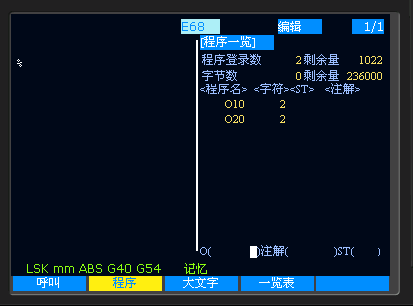 E68 编辑 1/1
[程序一览]
%
程序登录数 2 剩余量 1022
字节数 0 剩余量 236000
<程序名> <字符> <ST> <注解>
O10 2
O20 2
O( )注解( )ST( )
LSK mm ABS G40 G54 记忆
呼叫 程序 大文字 一览表